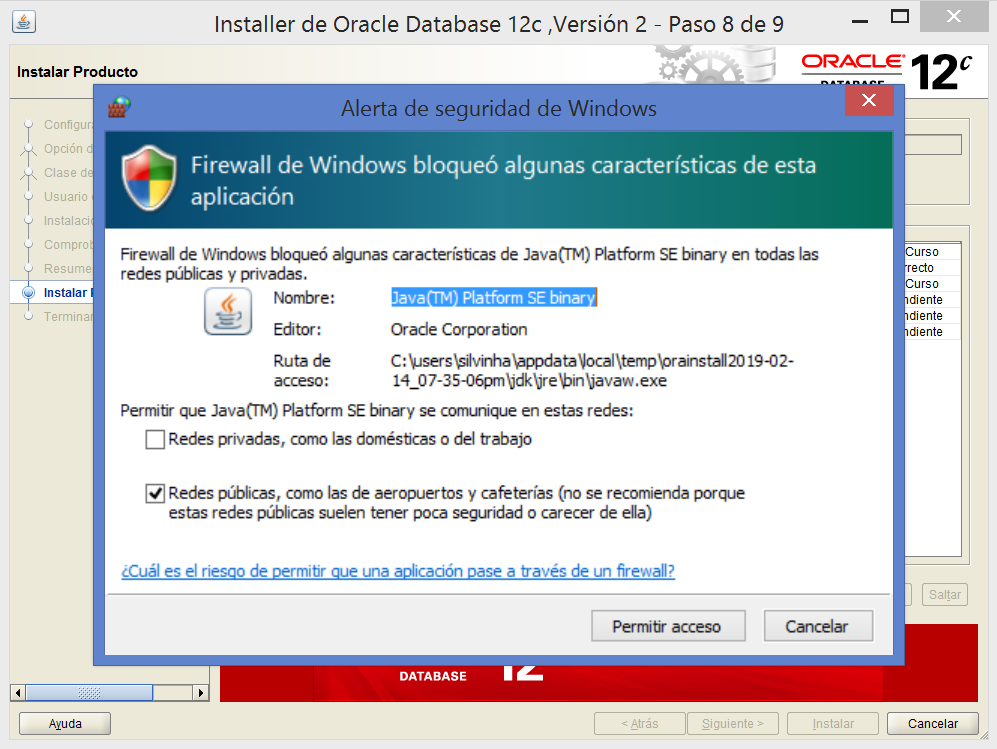 Installer de Oracle Database 12c ,Versión 2 - Paso 8 de 9
Instalar Producto
ORACLE
DATABASE
12c
Alerta de seguridad de Windows
Firewall de Windows bloqueó algunas características de esta
aplicación
Firewall de Windows bloqueó algunas características de Java(TM) Platform SE binary en todas las
redes públicas y privadas.
Nombre:
Java(TM) Platform SE binary
Editor:
Oracle Corporation
Ruta de
acceso:
C:\users\silvinha\appdata\local\temp\orainstall2019-02-
14_07-35-06pm\jdk\jre\bin\javaw.exe
Permitir que Java(TM) Platform SE binary se comunique en estas redes:
Redes privadas, como las domésticas o del trabajo
Redes públicas, como las de aeropuertos y cafeterías (no se recomienda porque
estas redes públicas suelen tener poca seguridad o carecer de ella)
¿Cuál es el riesgo de permitir que una aplicación pase a través de un firewall?
Permitir acceso
Cancelar
Opción
Clase de
Usuario
Resume
Instalar
Terminar
Curso
recto
Curso
ndiente
ndiente
ndiente
Saltar
DATABASE
12
Ayuda
< Atrás
Siguiente >
Instalar
Cancelar